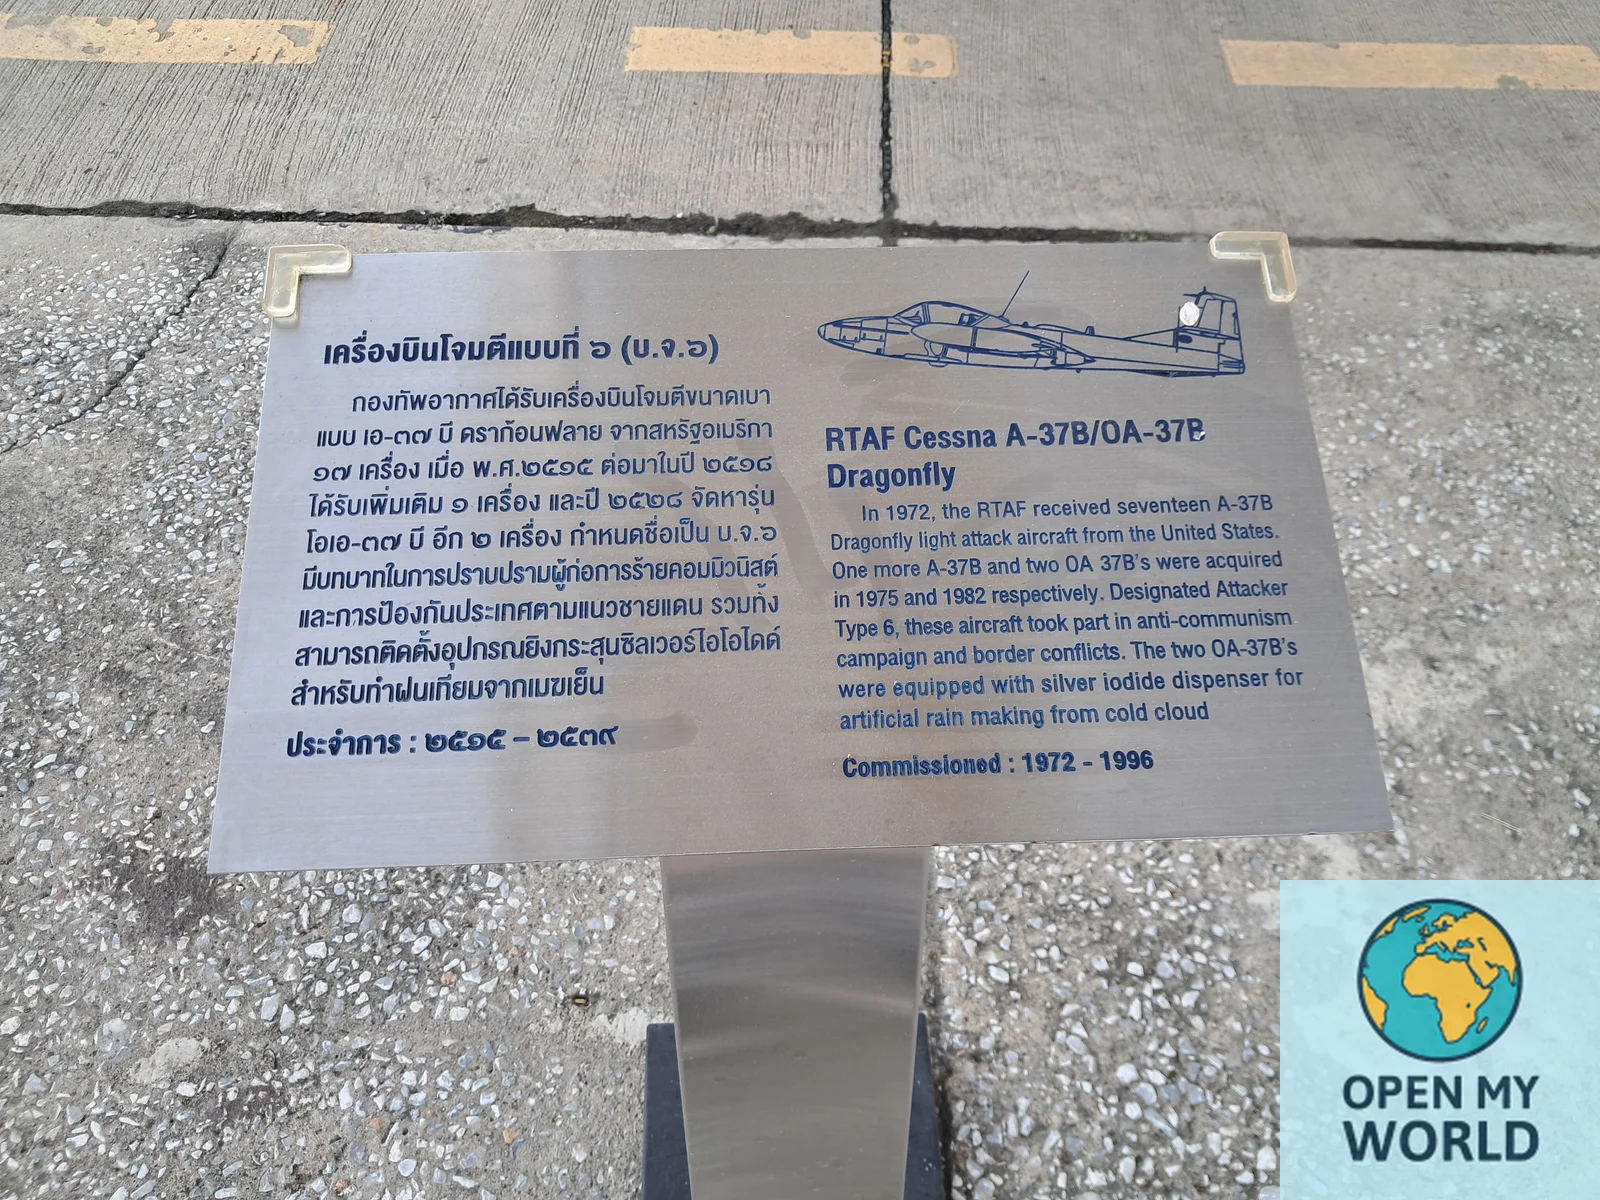 เครื่องบินโจมตีแบบที่ ๖ (บ.จ.๖)
กองทัพอากาศได้รับเครื่องบินโจมตีขนาดเบา
แบบ เอ-๓๗ บี ดราก้อนฟลาย จากสหรัฐอเมริกา
๑๗ เครื่อง เมื่อ พ.ศ.๒๕๑๕ ต่อมาในปี ๒๕๑๘
ได้รับเพิ่มเติม ๑ เครื่อง และปี ๒๕๒๘ จัดหารุ่น
โอเอ-๓๗ บี อีก ๒ เครื่อง กำหนดชื่อเป็น บ.จ.๖
มีบทบาทในการปราบปรามผู้ก่อการร้ายคอมมิวนิสต์
และการป้องกันประเทศตามแนวชายแดน รวมทั้ง
สามารถติดตั้งอุปกรณยิงกระสุนซิลเวอร์ไอโอไดด์
สำหรับทำฝนเทียมจากเมฆเย็น
ประจำการ : ๒๕๑๕ – ๒๕๓๙
RTAF Cessna A-37B/OA-37B
Dragonfly
In 1972, the RTAF received seventeen A-37B
Dragonfly light attack aircraft from the United States.
One more A-37B and two OA 37B's were acquired
in 1975 and 1982 respectively. Designated Attacker
Type 6, these aircraft took part in anti-communism
campaign and border conflicts. The two OA-37B's
were equipped with silver iodide dispenser for
artificial rain making from cold cloud
Commissioned : 1972 - 1996
OPEN MY
WORLD